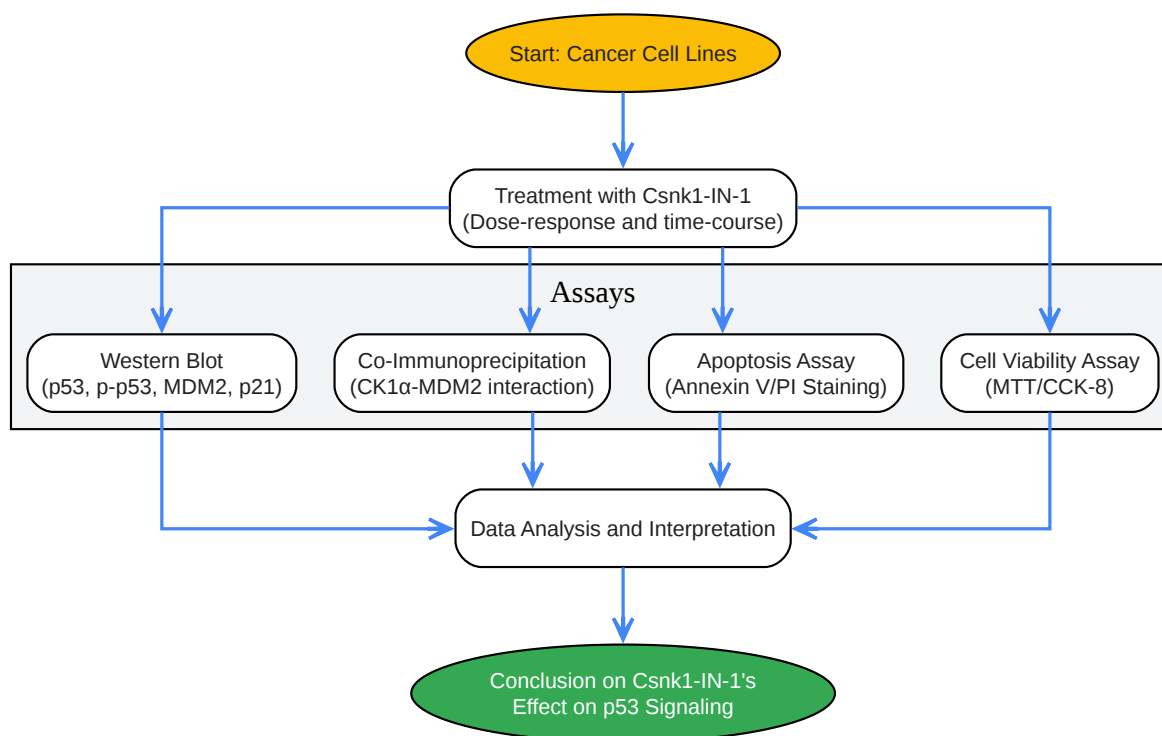 Start: Cancer Cell Lines
Treatment with Csnk1-IN-1
(Dose-response and time-course)
Assays
Western Blot
(p53, p-p53, MDM2, p21)
Co-Immunoprecipitation
(CK1α-MDM2 interaction)
Apoptosis Assay
(Annexin V/PI Staining)
Cell Viability Assay
(MTT/CCK-8)
Data Analysis and Interpretation
Conclusion on Csnk1-IN-1's
Effect on p53 Signaling